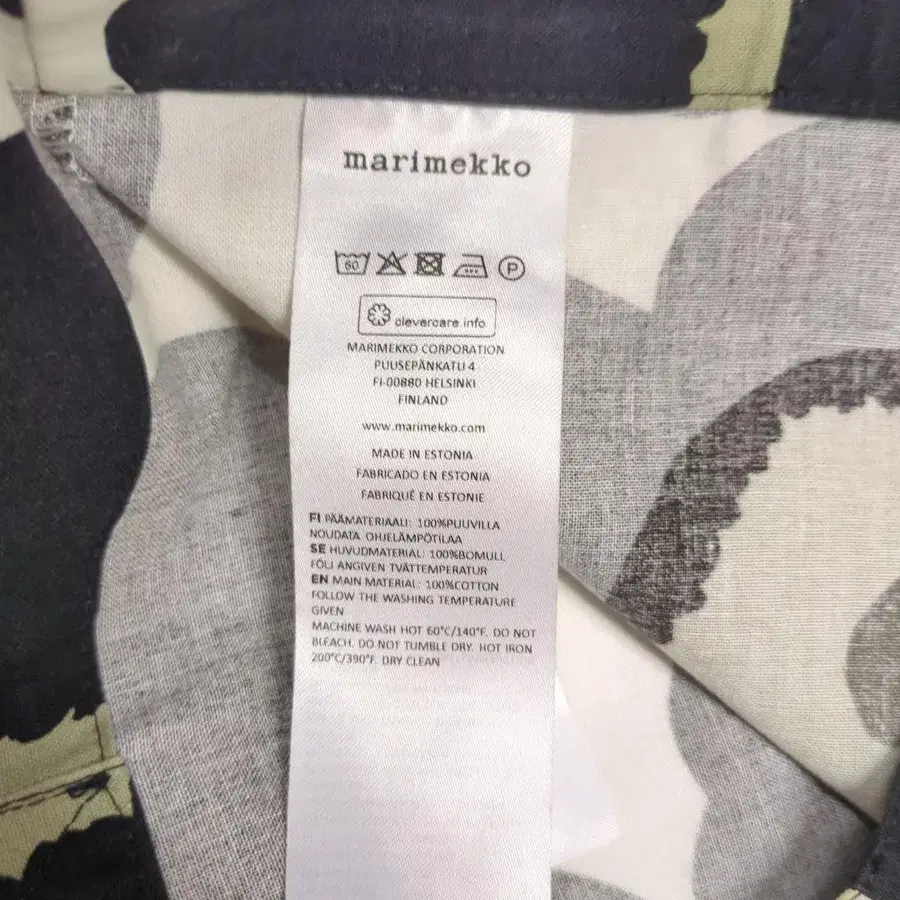 marimekko
60 P
clevercare.info
MARIMEKKO CORPORATION
PUUSEPÄNKATU 4
FI-00880 HELSINKI
FINLAND
www.marimekko.com
MADE IN ESTONIA
FABRICADO EN ESTONIA
FABRIQUÉ EN ESTONIE
FI PÄÄMATERIAALI: 100%PUUVILLA
NOUDATA OHJELÄMPÖTILAA
SE HUVUDMATERIAL: 100%BOMULL
FÖLJ ANGIVEN TVÄTTEMPERATUR
EN MAIN MATERIAL: 100%COTTON
FOLLOW THE WASHING TEMPERATURE
GIVEN
MACHINE WASH HOT 60°C/140°F. DO NOT
BLEACH. DO NOT TUMBLE DRY. HOT IRON
200°C/390°F. DRY CLEAN